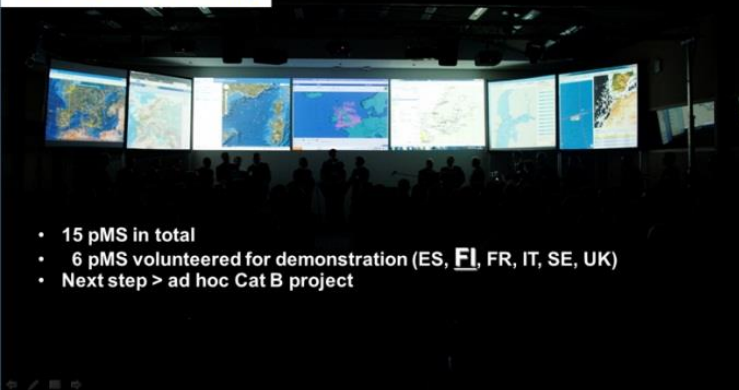 • 15 pMS in total
• 6 pMS volunteered for demonstration (ES, FI, FR, IT, SE, UK)
• Next step > ad hoc Cat B project